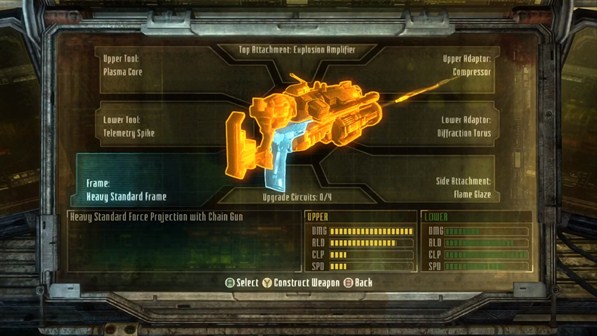 Top Attachment: Explosion Amplifier
Upper Tool:
Plasma Core
Upper Adaptor:
Compressor
Lower Tool:
Telemetry Spike
Lower Adaptor:
Diffraction Torus
Frame:
Heavy Standard Frame
Side Attachment:
Flame Glaze
Upgrade Circuits: 0/4
Heavy Standard Force Projection with Chain Gun
UPPER
DMG
RLD
CLP
SPD
LOWER
DMG
RLD
CLP
SPD
A Select Y Construct Weapon B Back